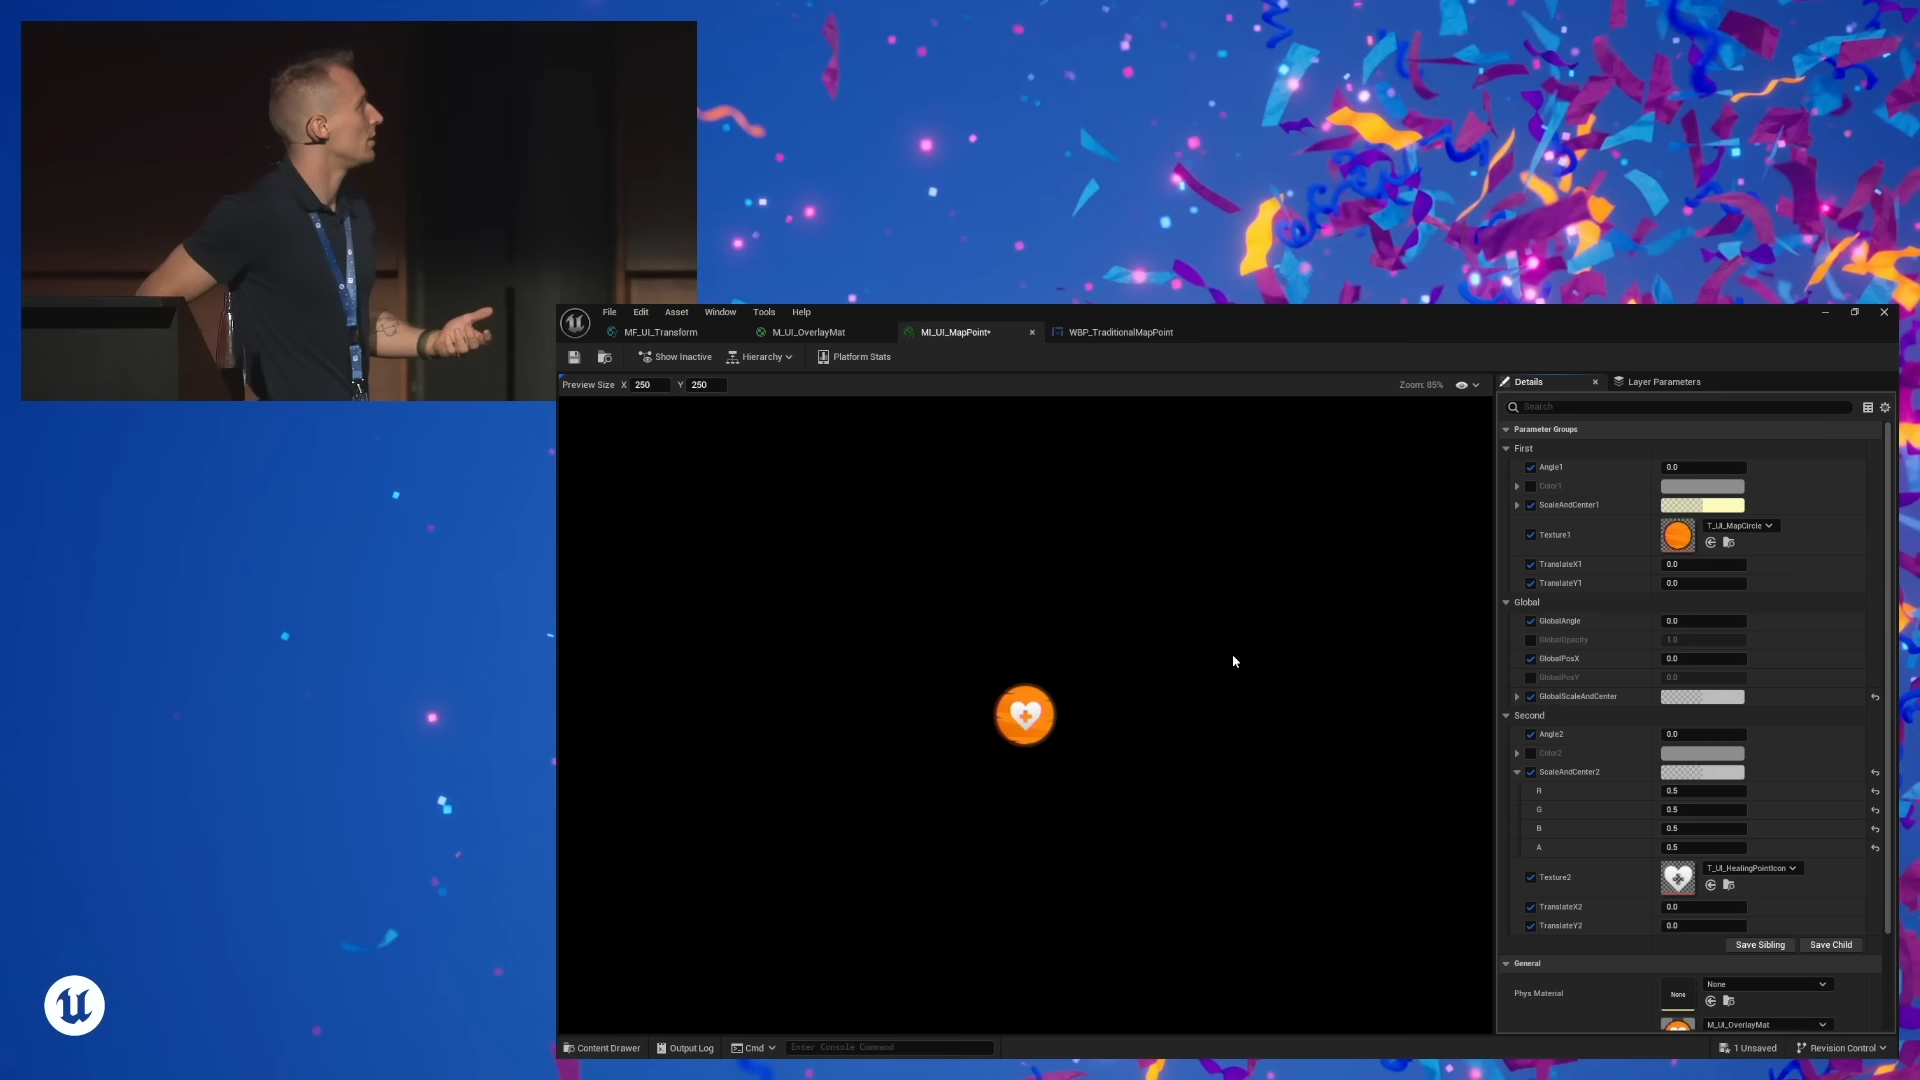 File Edit Asset Window Tools Help
MF_UI_Transform M_UI_OverlayMat MI_UI_MapPoint* WBP_TraditionalMapPoint
Show Inactive Hierarchy Platform Stats
Preview Size X 250 Y 250 Zoom: 85%
Details Layer Parameters
Search
Parameter Groups
First
Angle1 0.0
Color1
ScaleAndCenter1
T_UI_MapCircle
Texture1
TranslateX1 0.0
TranslateY1 0.0
Global
GlobalAngle 0.0
GlobalOpacity 1.0
GlobalPosX 0.0
GlobalPosY 0.0
GlobalScaleAndCenter
Second
Angle2 0.0
Color2
ScaleAndCenter2
R 0.5
G 0.5
B 0.5
A 0.5
T_UI_HealingPointIcon
Texture2
TranslateX2 0.0
TranslateY2 0.0
Save Sibling Save Child
General
None
Phys Material None
M_UI_OverlayMat
Content Drawer Output Log Cmd Enter Console Command 1 Unsaved Revision Control